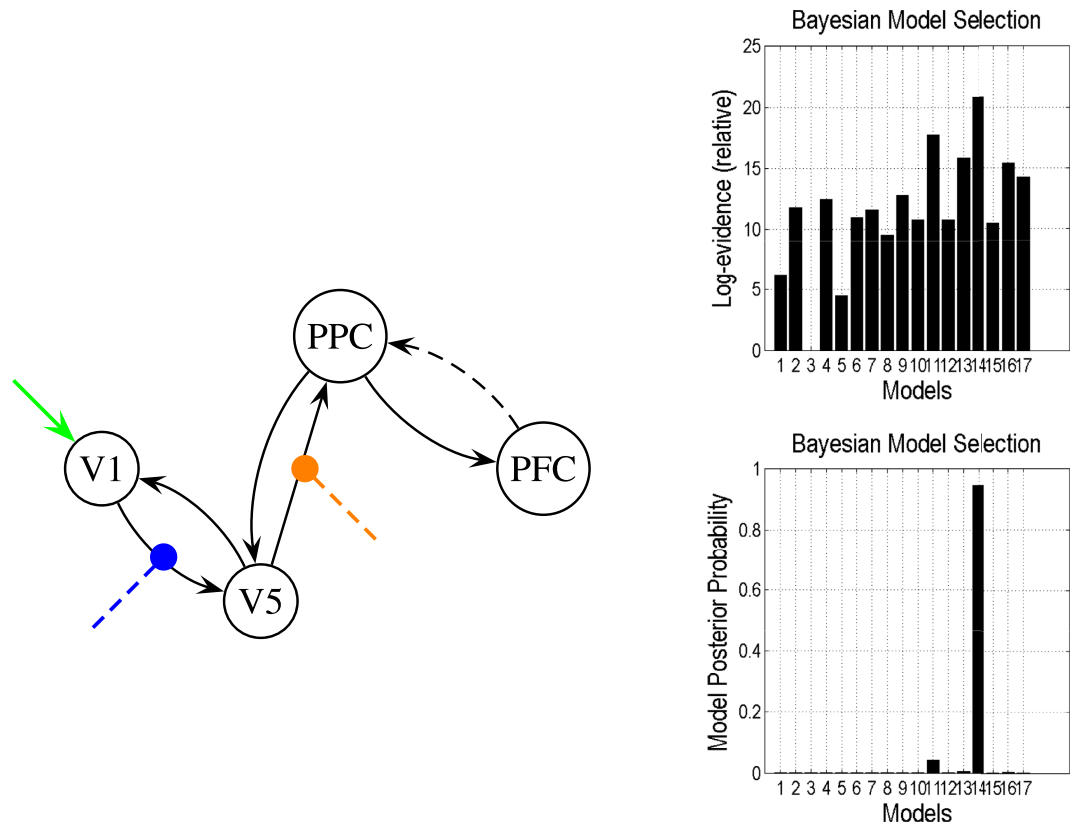 PPC
PFC
V1
V5
Bayesian Model Selection
Log-evidence (relative)
25
20
15
10
5
0
1 2 3 4 5 6 7 8 9 10 11 12 13 14 15 16 17
Models
Bayesian Model Selection
Model Posterior Probability
1
0.8
0.6
0.4
0.2
0
1 2 3 4 5 6 7 8 9 10 11 12 13 14 15 16 17
Models